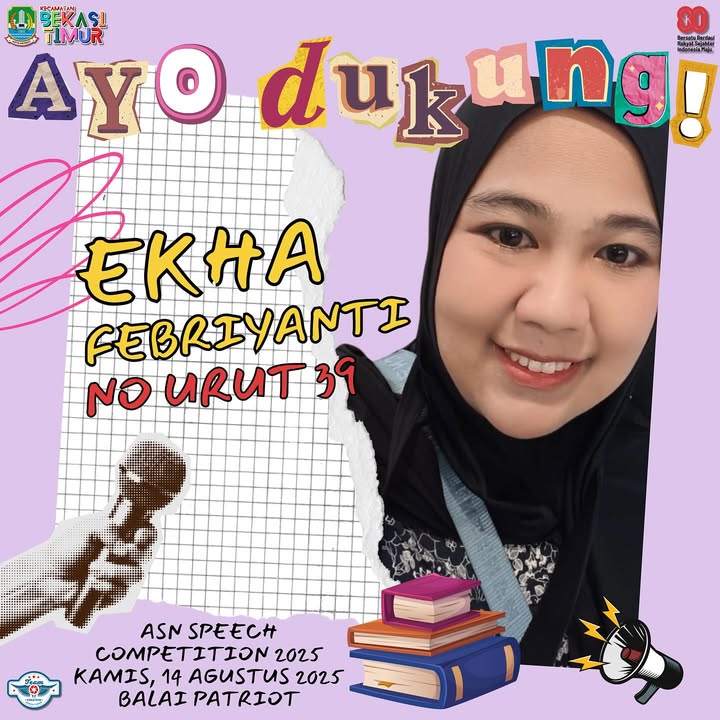 KECAMATAN
BEKASI
TIMUR
80
Bersatu Berdaulat
Rakyat Sejahtera
Indonesia Maju
AYO dukung!
EKHA
FEBRIYANTI
NO URUT 39
ASN SPEECH
COMPETITION 2025
KAMIS, 14 AGUSTUS 2025
BALAI PATRIOT
Team